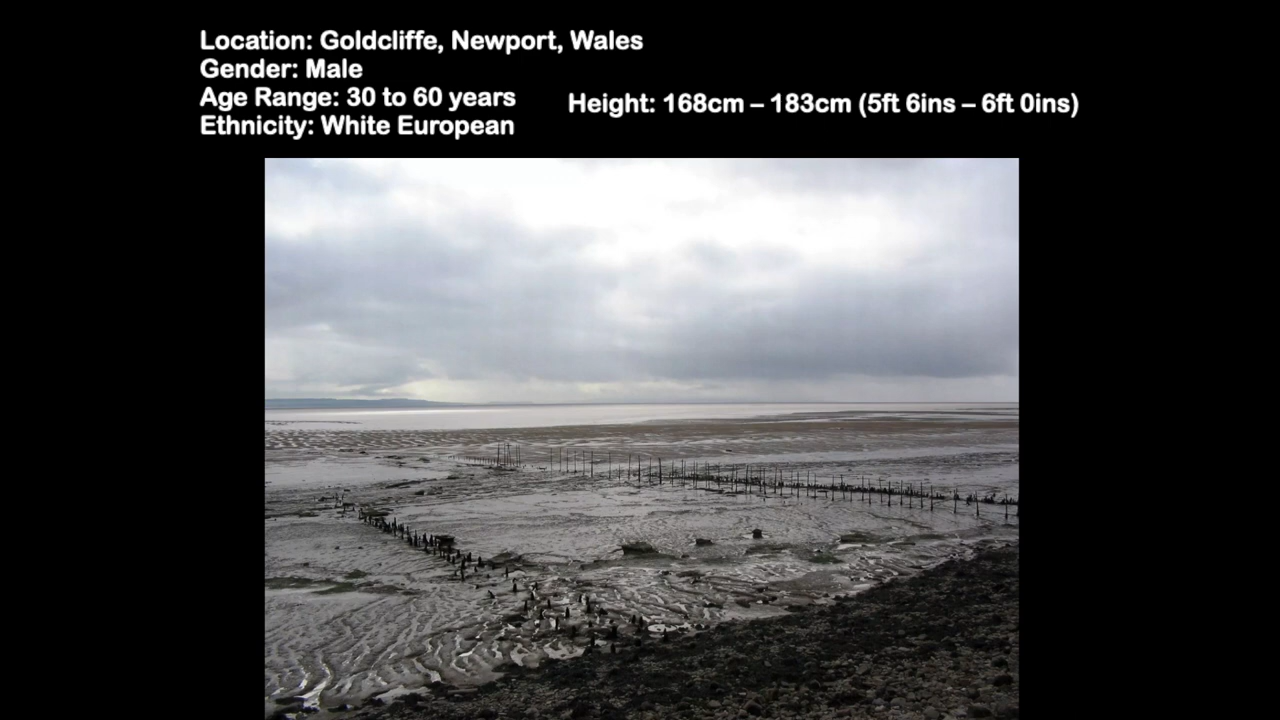 Location: Goldcliffe, Newport, Wales
Gender: Male
Age Range: 30 to 60 years
Height: 168cm – 183cm (5ft 6ins – 6ft 0ins)
Ethnicity: White European